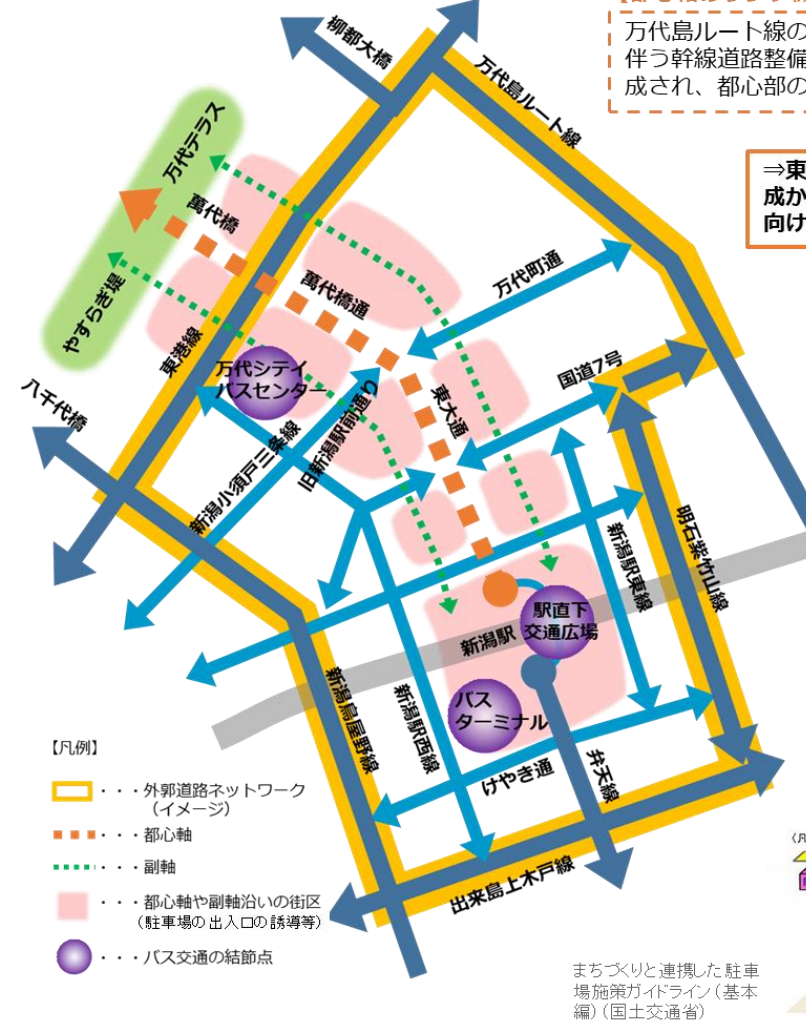 万代島ルート線の
伴う幹線道路整備
成され、都心部の
⇒東
成か
向け
柳都大橋
万代島ルート線
万代テラス
萬代橋
やすらぎ堤
東港線
萬代橋通
万代町通
万代シテイ
バスセンター
八千代橋
新潟小須戸三条線
旧新潟駅前通り
東大通
国道7号
明石紫竹山線
新潟駅東線
駅直下
交通広場
新潟駅
バス
ターミナル
新潟鳥屋野線
新潟駅西線
けやき通
弁天線
出来島上木戸線
【凡例】
・・・外郭道路ネットワーク
（イメージ）
・・・都心軸
・・・副軸
・・・都心軸や副軸沿いの街区
（駐車場の出入口の誘導等）
・・・バス交通の結節点
まちづくりと連携した駐車
場施策ガイドライン（基本
編）（国土交通省）